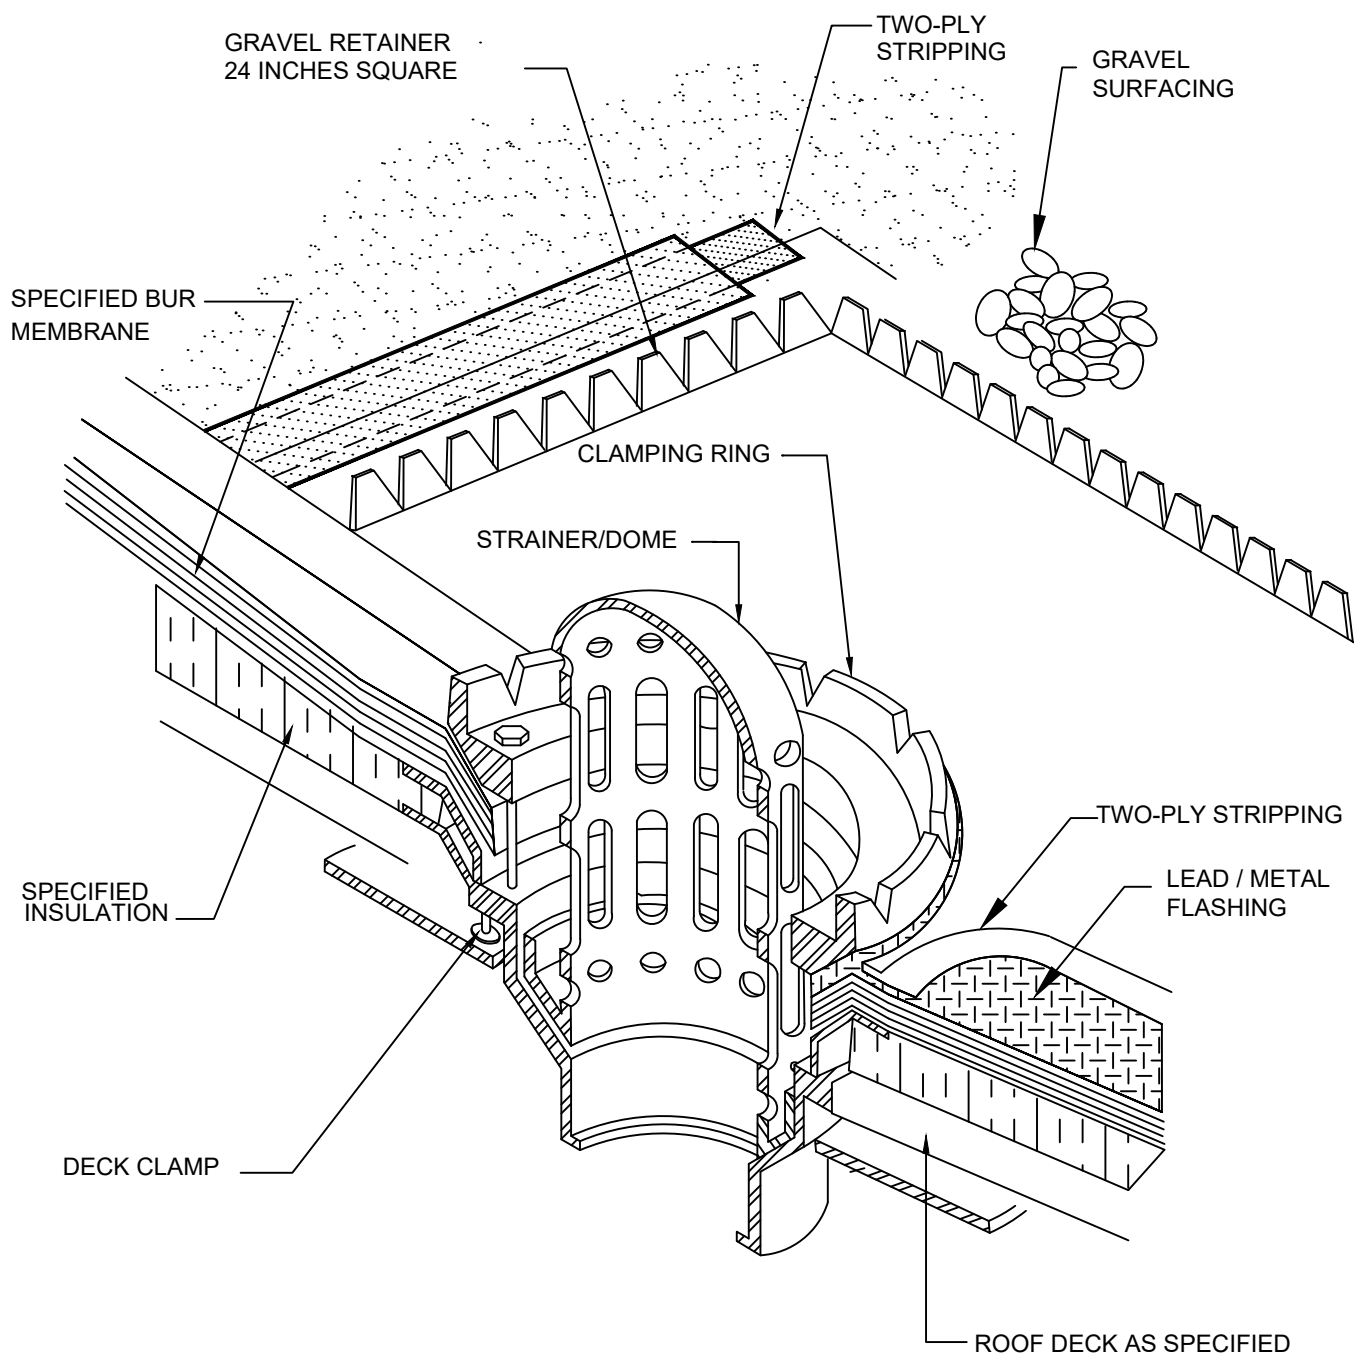 GRAVEL RETAINER
24 INCHES SQUARE
TWO-PLY
STRIPPING
GRAVEL
SURFACING
SPECIFIED BUR
MEMBRANE
CLAMPING RING
STRAINER/DOME
TWO-PLY STRIPPING
LEAD / METAL
FLASHING
SPECIFIED
INSULATION
DECK CLAMP
ROOF DECK AS SPECIFIED